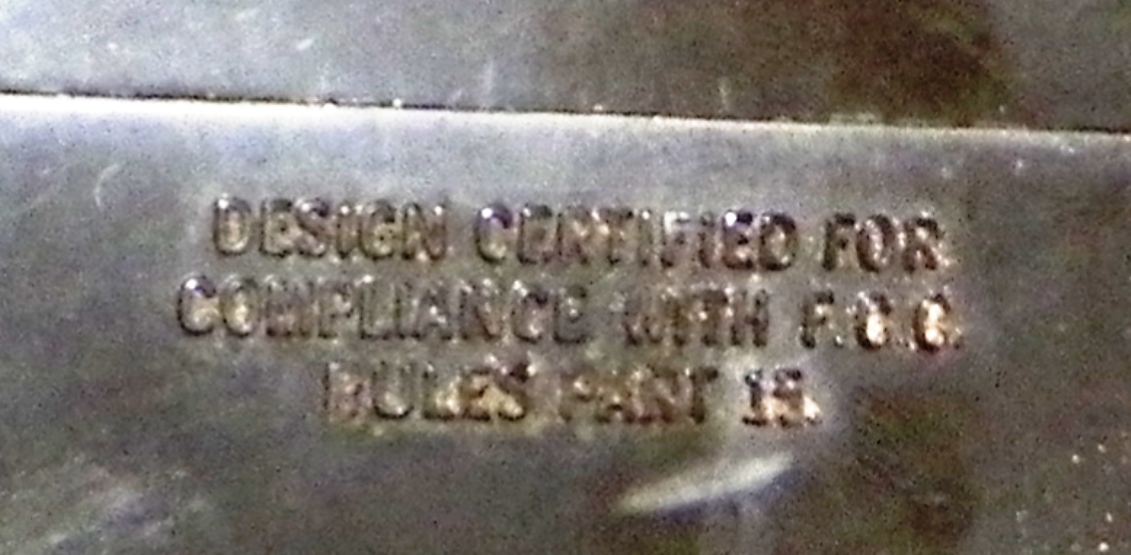 DESIGN CERTIFIED FOR
COMPLIANCE WITH F.C.C.
RULES PART 15.